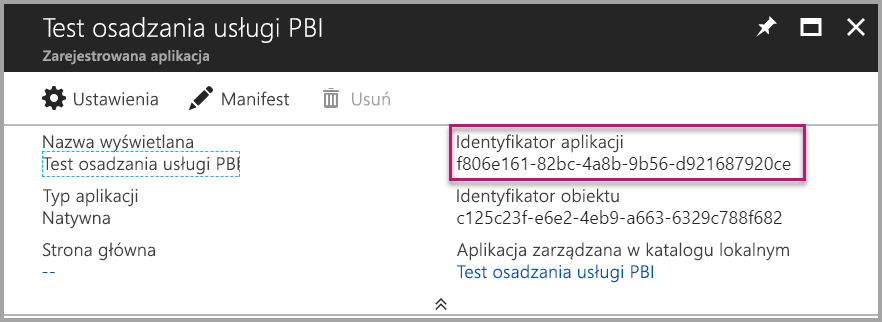 Test osadzania usługi PBI
Zarejestrowana aplikacja
Ustawienia Manifest Usuń
Nazwa wyświetlana
Test osadzania usługi PBI
Identyfikator aplikacji
f806e161-82bc-4a8b-9b56-d921687920ce
Typ aplikacji
Natywna
Identyfikator obiektu
c125c23f-e6e2-4eb9-a663-6329c788f682
Strona główna
--
Aplikacja zarządzana w katalogu lokalnym
Test osadzania usługi PBI